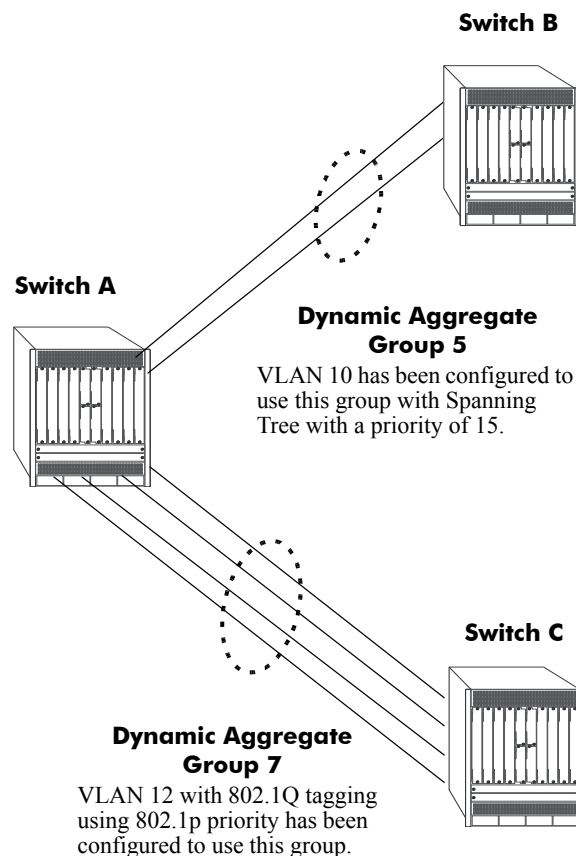 Switch B
Switch A
Dynamic Aggregate
Group 5
VLAN 10 has been configured to
use this group with Spanning
Tree with a priority of 15.
Switch C
Dynamic Aggregate
Group 7
VLAN 12 with 802.1Q tagging
using 802.1p priority has been
configured to use this group.